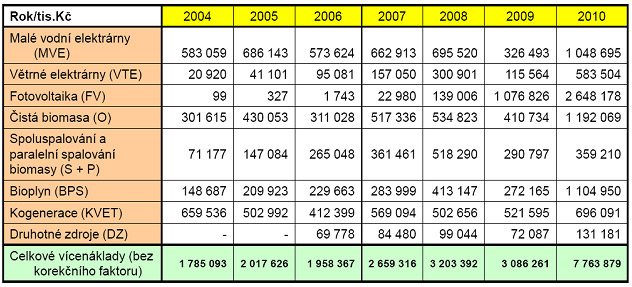 Rok/tis.Kč 2004 2005 2006 2007 2008 2009 2010
Malé vodní elektrárny
(MVE) 583 059 686 143 573 624 662 913 695 520 326 493 1 048 695
Větrné elektrárny (VTE) 20 920 41 101 95 081 157 050 300 901 115 564 583 504
Fotovoltaika (FV) 99 327 1 743 22 980 139 006 1 076 826 2 648 178
Čistá biomasa (O) 301 615 430 053 311 028 517 336 534 823 410 734 1 192 069
Spoluspalování a
paralelní spalování
biomasy (S + P) 71 177 147 084 265 048 361 461 518 290 290 797 359 210
Bioplyn (BPS) 148 687 209 923 229 663 283 999 413 147 272 165 1 104 950
Kogenerace (KVET) 659 536 502 992 412 399 569 094 502 656 521 595 696 091
Druhotné zdroje (DZ) - - 69 778 84 480 99 044 72 087 131 181
Celkové vícenáklady (bez
korekčního faktoru) 1 785 093 2 017 626 1 958 367 2 659 316 3 203 392 3 086 261 7 763 879